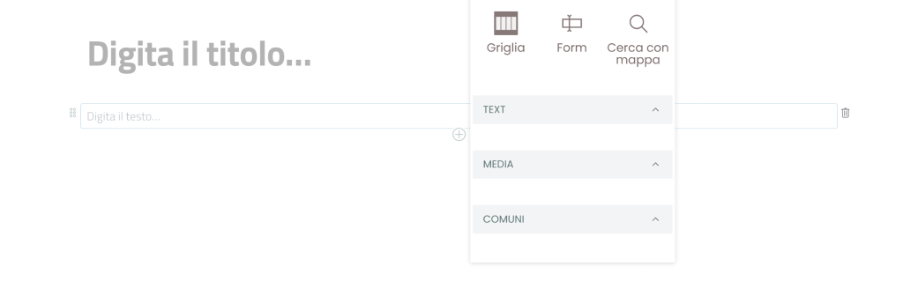 Digita il titolo...
Digita il testo...
Griglia
Form
Cerca con
mappa
TEXT
MEDIA
COMUNI